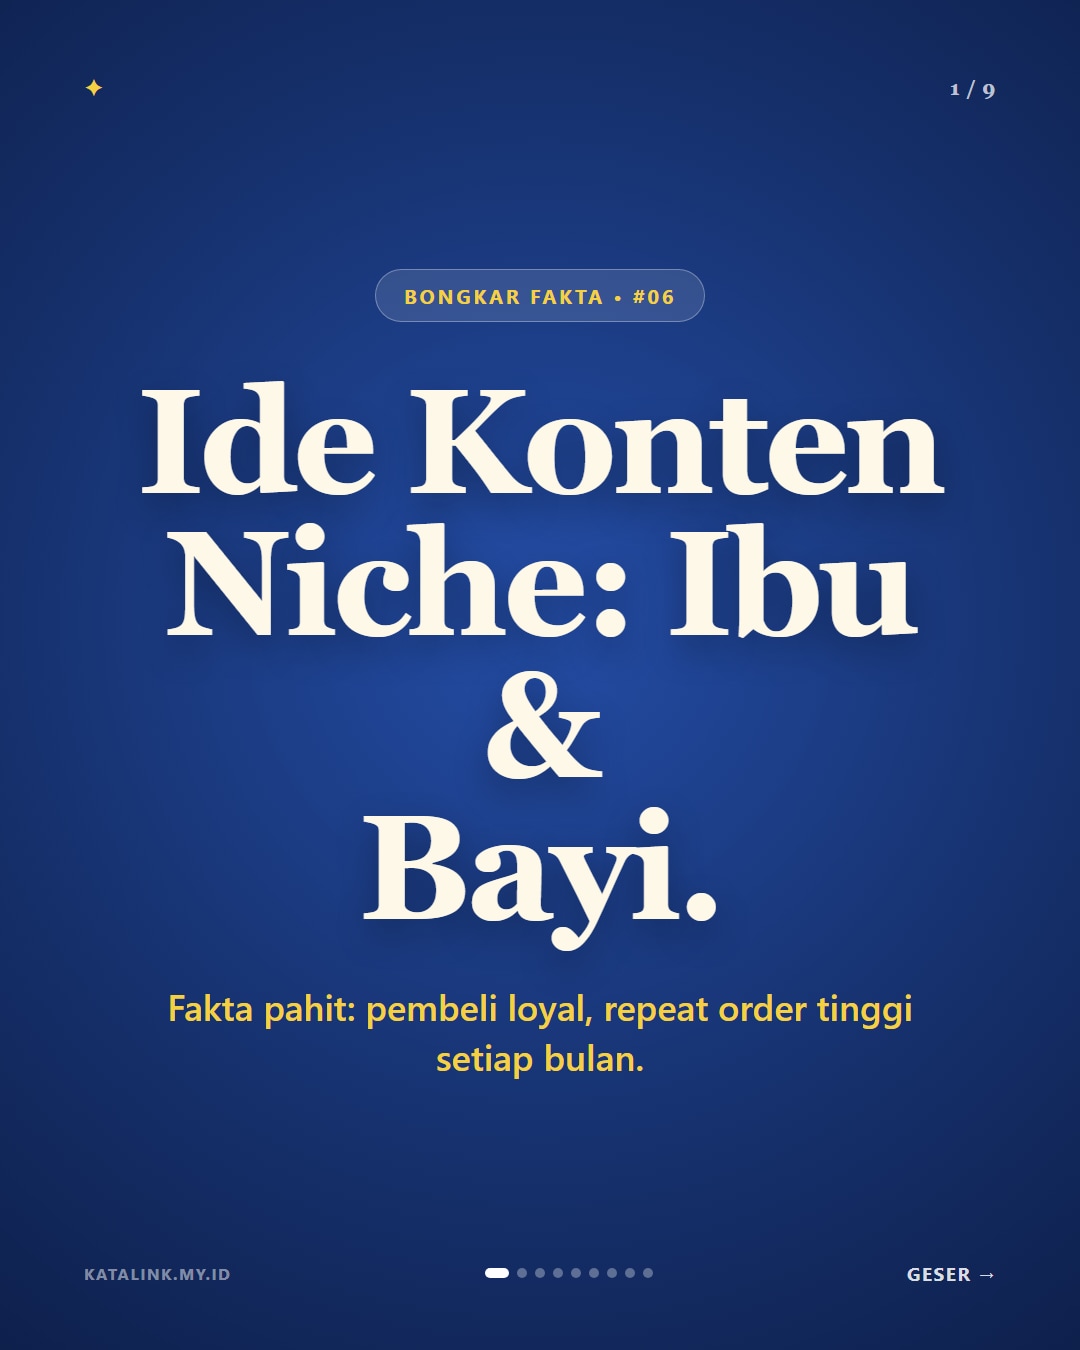 ✦
1 / 9
BONGKAR FAKTA • #06
Ide Konten
Niche: Ibu
&
Bayi.
Fakta pahit: pembeli loyal, repeat order tinggi
setiap bulan.
KATALINK.MY.ID
GESER →